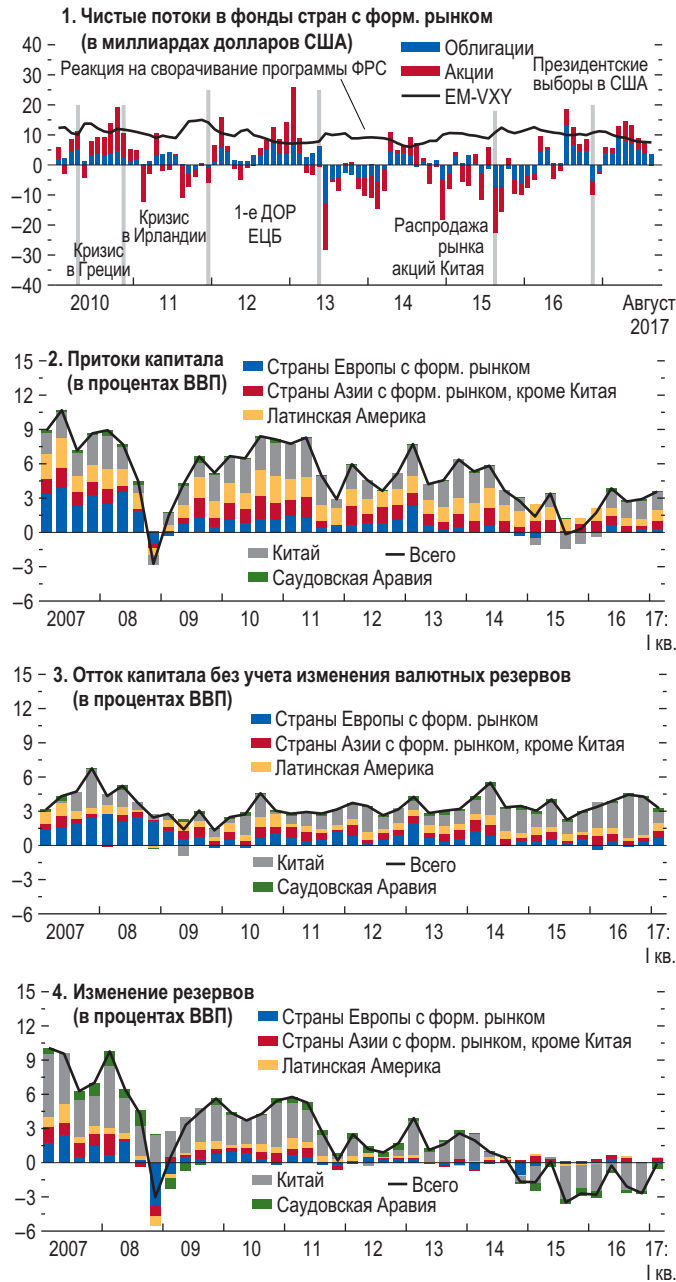 1. Чистые потоки в фонды стран с форм. рынком
(в миллиардах долларов США)
Реакция на сворачивание программы ФРС
Облигации
Акции
EM-VXY
Президентские
выборы в США
40
30
20
10
0
–10
–20
–30
–40
Кризис
в Греции
Кризис
в Ирландии
1-е ДОР
ЕЦБ
Распродажа
рынка
акций Китая
2010 11 12 13 14 15 16 Август
2017
2. Притоки капитала
(в процентах ВВП)
Страны Европы с форм. рынком
Страны Азии с форм. рынком, кроме Китая
Латинская Америка
Китай
Всего
Саудовская Аравия
15
12
9
6
3
0
–3
–6
2007 08 09 10 11 12 13 14 15 16 17:
I кв.
3. Отток капитала без учета изменения валютных резервов
(в процентах ВВП)
Страны Европы с форм. рынком
Страны Азии с форм. рынком, кроме Китая
Латинская Америка
Китай
Всего
Саудовская Аравия
15
12
9
6
3
0
–3
–6
2007 08 09 10 11 12 13 14 15 16 17:
I кв.
4. Изменение резервов
(в процентах ВВП)
Страны Европы с форм. рынком
Страны Азии с форм. рынком, кроме Китая
Латинская Америка
Китай
Всего
Саудовская Аравия
15
12
9
6
3
0
–3
–6
2007 08 09 10 11 12 13 14 15 16 17:
I кв.